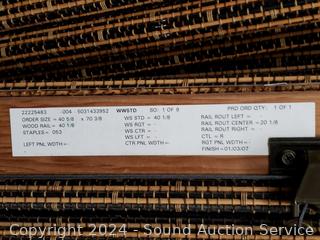 22225483 -004 5031433952 WWSTD SO: 1 OF 9 PRD ORD QTY: 1 OF 1
ORDER SIZE = 40 5/8 x 70 3/8 WS STD = 40 1/8 RAIL ROUT LEFT =
WOOD RAIL = 40 1/8 WS RGT = RAIL ROUT CENTER = 20 1/8
STAPLES = 053 WS CTR = RAIL ROUT RIGHT =
WS LFT = CTL = R
LEFT PNL WDTH = CTR PNL WDTH = RGT PNL WDTH =
FINISH = 01/03/07
Copyright 2024 - Sound Auction Service